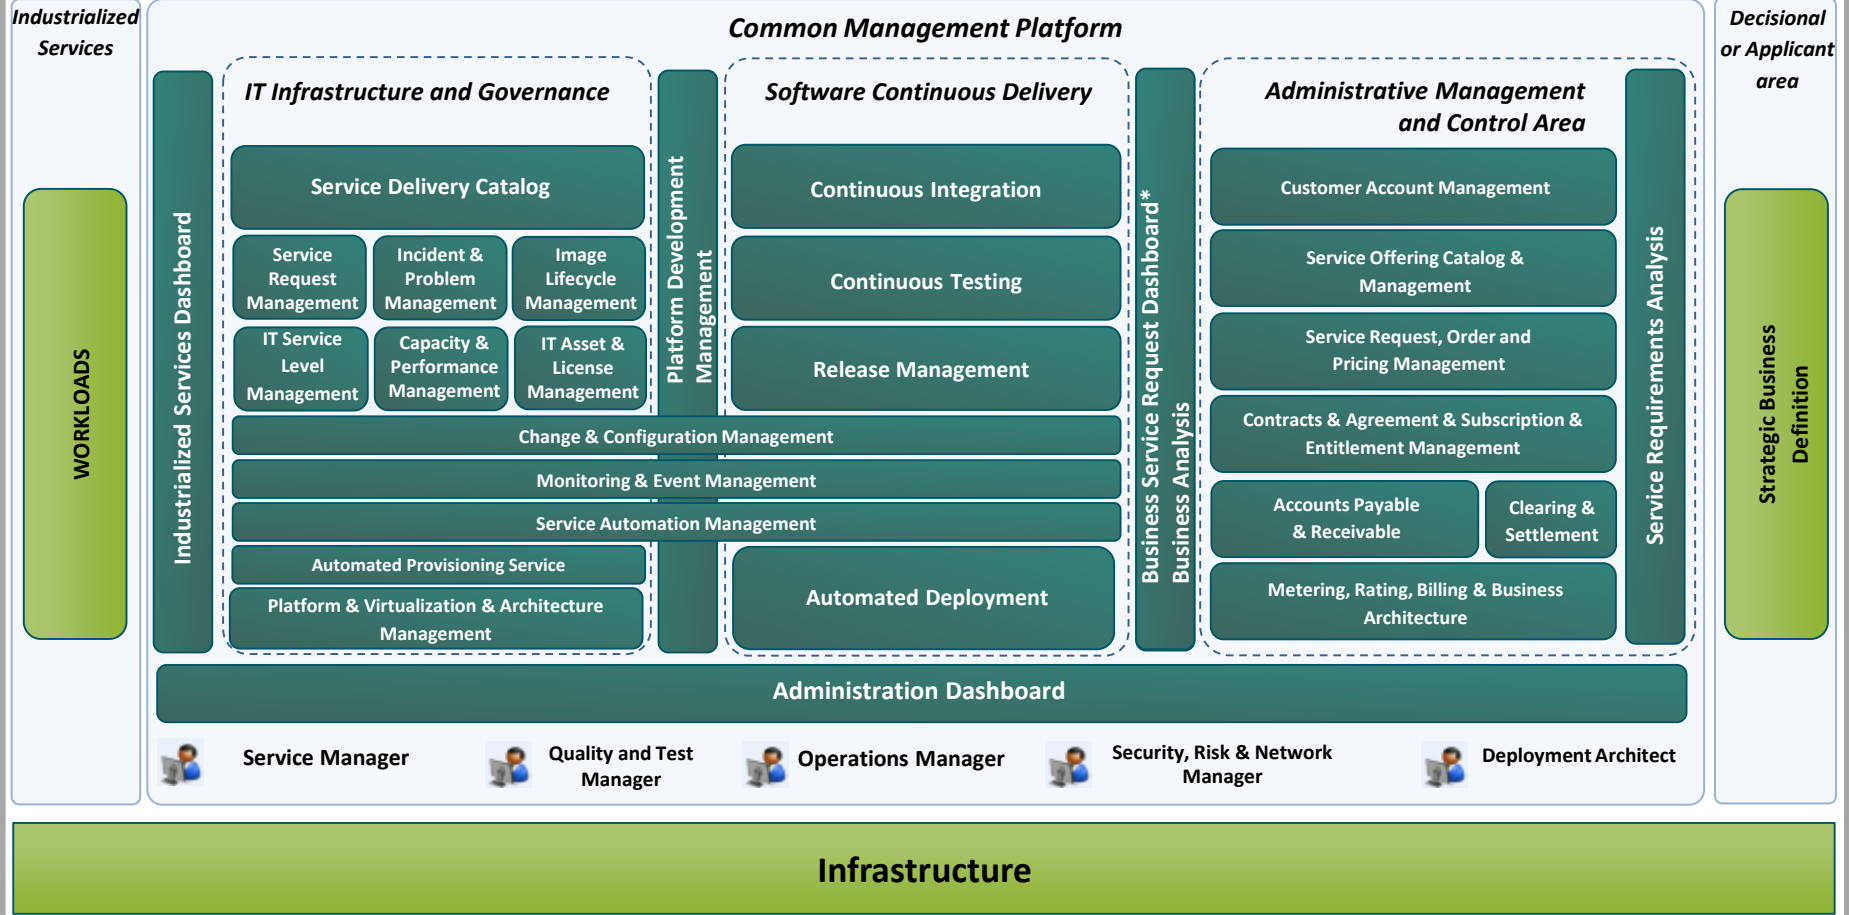 Industrialized
Services
Common Management Platform
Decisional
or Applicant
area
WORKLOADS
Industrialized Services Dashboard
IT Infrastructure and Governance
Service Delivery Catalog
Service
Request
Management
Incident &
Problem
Management
Image
Lifecycle
Management
IT Service
Level
Management
Capacity &
Performance
Management
IT Asset &
License
Management
Change & Configuration Management
Monitoring & Event Management
Service Automation Management
Automated Provisioning Service
Platform & Virtualization & Architecture
Management
Platform Development
Management
Software Continuous Delivery
Continuous Integration
Continuous Testing
Release Management
Automated Deployment
Business Service Request Dashboard*
Business Analysis
Administrative Management
and Control Area
Customer Account Management
Service Offering Catalog &
Management
Service Request, Order and
Pricing Management
Contracts & Agreement & Subscription &
Entitlement Management
Accounts Payable
& Receivable
Clearing &
Settlement
Metering, Rating, Billing & Business
Architecture
Service Requirements Analysis
Strategic Business
Definition
Administration Dashboard
Service Manager
Quality and Test
Manager
Operations Manager
Security, Risk & Network
Manager
Deployment Architect
Infrastructure